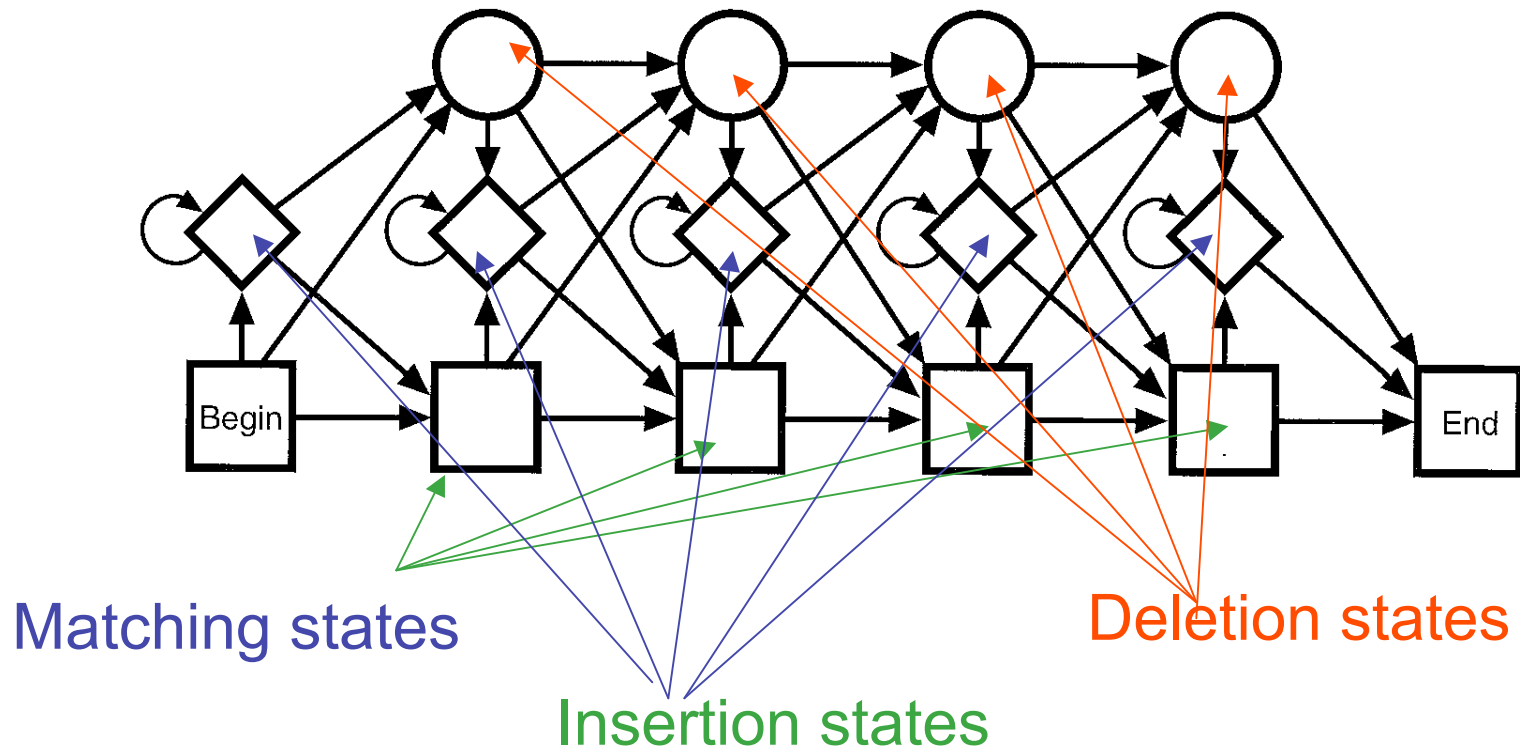 Begin
End
Matching states
Deletion states
Insertion states